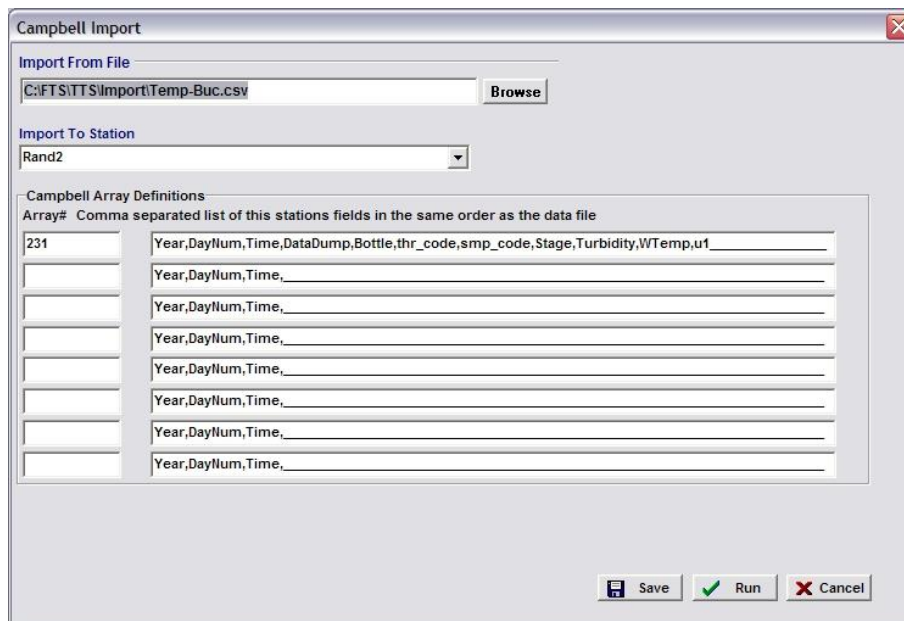 Campbell Import
Import From File
C:\FTS\TTS\Import\Temp-Buc.csv
Browse
Import To Station
Rand2
Campbell Array Definitions
Array# Comma separated list of this stations fields in the same order as the data file
231 Year,DayNum,Time,DataDump,Bottle,thr_code,smp_code,Stage,Turbidity,WTemp,u1
Year,DayNum,Time,
Year,DayNum,Time,
Year,DayNum,Time,
Year,DayNum,Time,
Year,DayNum,Time,
Year,DayNum,Time,
Year,DayNum,Time,
Save Run Cancel